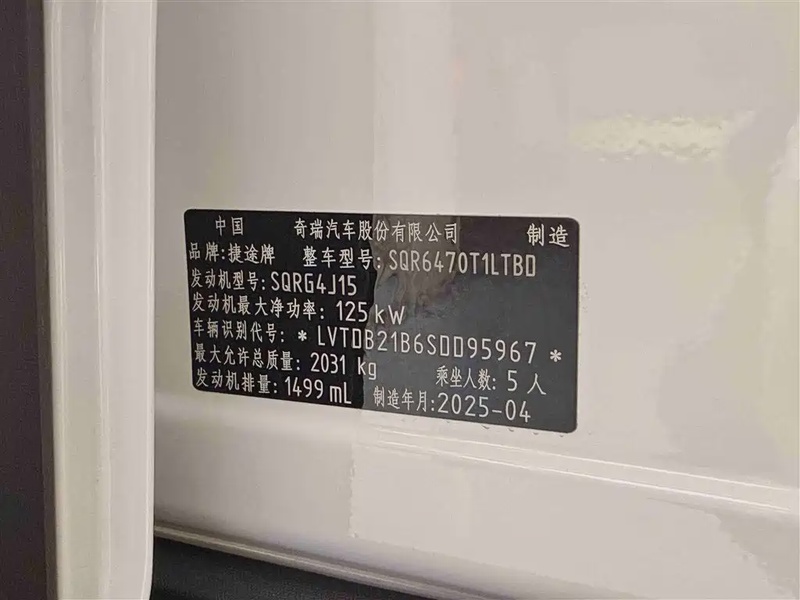 中国 奇瑞汽车股份有限公司 制造
品牌:捷途牌 整车型号:SQR6470T1LTBD
发动机型号:SQRG4J15
发动机最大净功率: 125kW
车辆识别代号: *LVTDB21B6SD095967*
最大允许总质量: 2031 kg 乘坐人数: 5 人
发动机排量: 1499 mL 制造年月:2025-04